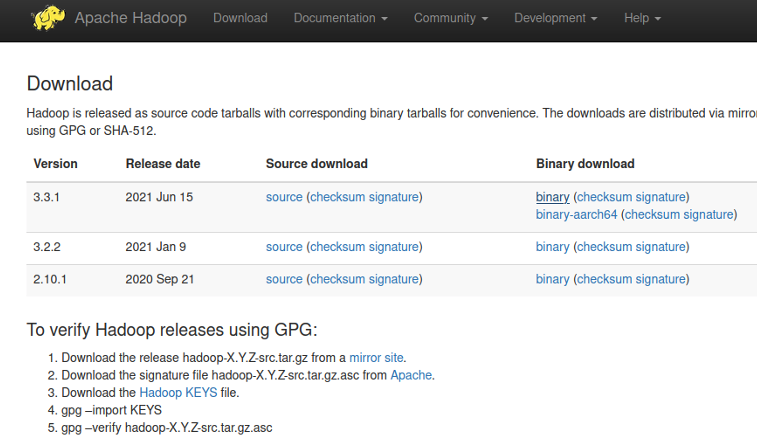 Apache Hadoop Download Documentation Community Development Help
Download
Hadoop is released as source code tarballs with corresponding binary tarballs for convenience. The downloads are distributed via
using GPG or SHA-512.
Version Release date Source download Binary download
3.3.1 2021 Jun 15 source (checksum signature) binary (checksum signature)
binary-aarch64 (checksum signature)
3.2.2 2021 Jan 9 source (checksum signature) binary (checksum signature)
2.10.1 2020 Sep 21 source (checksum signature) binary (checksum signature)
To verify Hadoop releases using GPG:
1. Download the release hadoop-X.Y.Z-src.tar.gz from a mirror site.
2. Download the signature file hadoop-X.Y.Z-src.tar.gz.asc from Apache.
3. Download the Hadoop KEYS file.
4. gpg –import KEYS
5. gpg –verify hadoop-X.Y.Z-src.tar.gz.asc